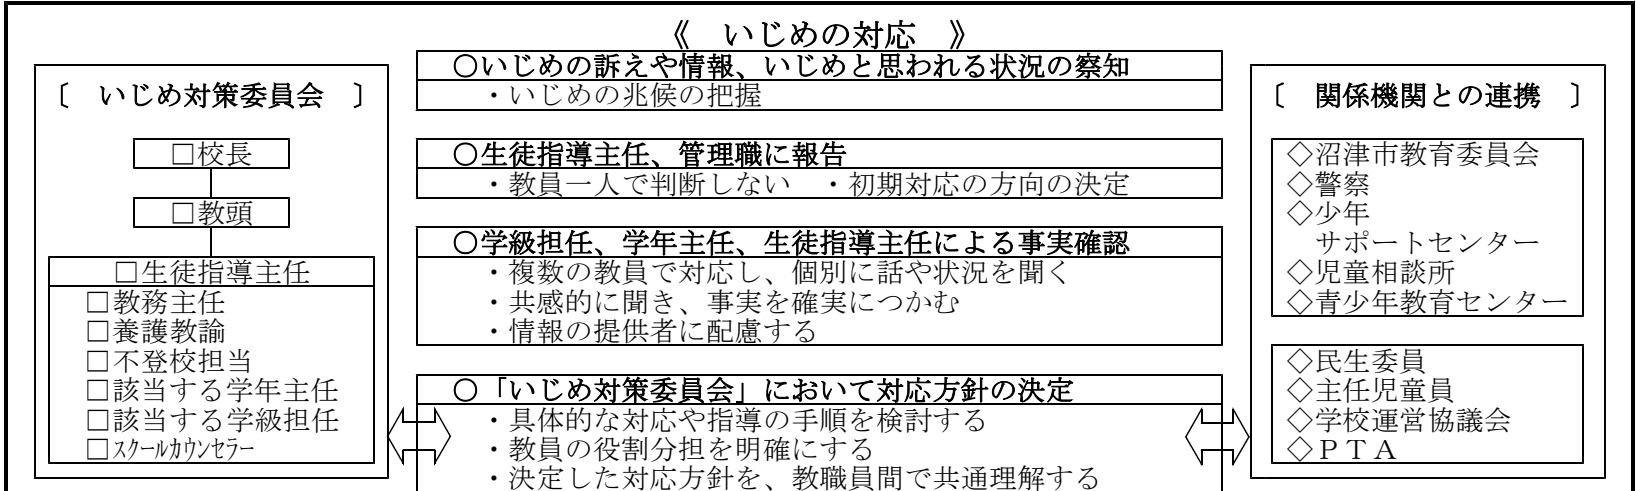 《　いじめの対応　》
〔　いじめ対策委員会　〕
□校長
□教頭
□生徒指導主任
□教務主任
□養護教諭
□不登校担当
□該当する学年主任
□該当する学級担任
□ｽｸｰﾙｶｳﾝｾﾗｰ
○いじめの訴えや情報、いじめと思われる状況の察知
・いじめの兆候の把握
○生徒指導主任、管理職に報告
・教員一人で判断しない　・初期対応の方向の決定
○学級担任、学年主任、生徒指導主任による事実確認
・複数の教員で対応し、個別に話や状況を聞く
・共感的に聞き、事実を確実につかむ
・情報の提供者に配慮する
○「いじめ対策委員会」において対応方針の決定
・具体的な対応や指導の手順を検討する
・教員の役割分担を明確にする
・決定した対応方針を、教職員間で共通理解する
〔　関係機関との連携　〕
◇沼津市教育委員会
◇警察
◇少年
サポートセンター
◇児童相談所
◇青少年教育センター
◇民生委員
◇主任児童員
◇学校運営協議会
◇ＰＴＡ